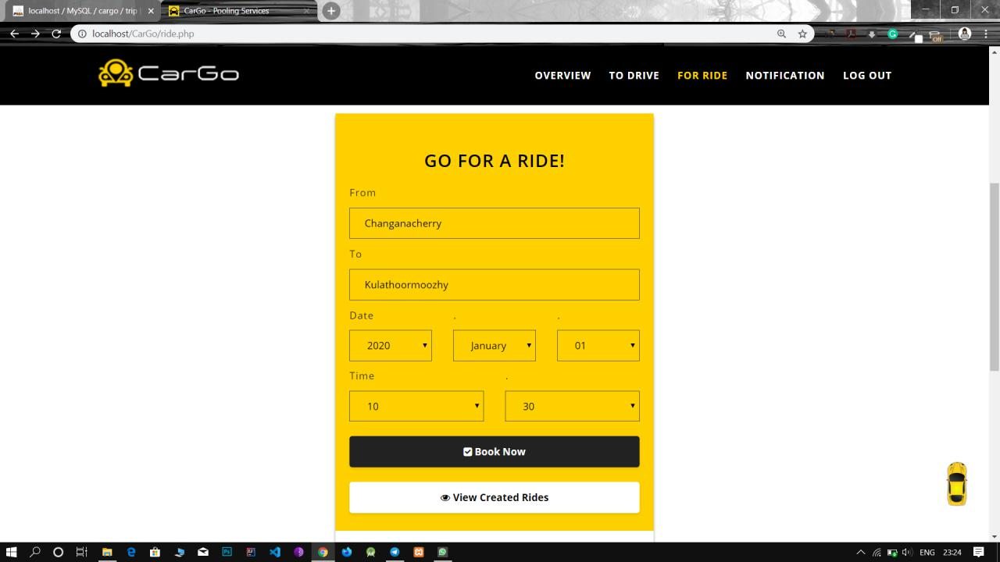 localhost / MySQL / cargo / trip
CarGo - Pooling Services
localhost/CarGo/ride.php
Off
CarGo
OVERVIEW TO DRIVE FOR RIDE NOTIFICATION LOG OUT
GO FOR A RIDE!
From
Changanacherry
To
Kulathoormoozhy
Date . .
2020 January 01
Time .
10 30
Book Now
View Created Rides
ENG 23:24